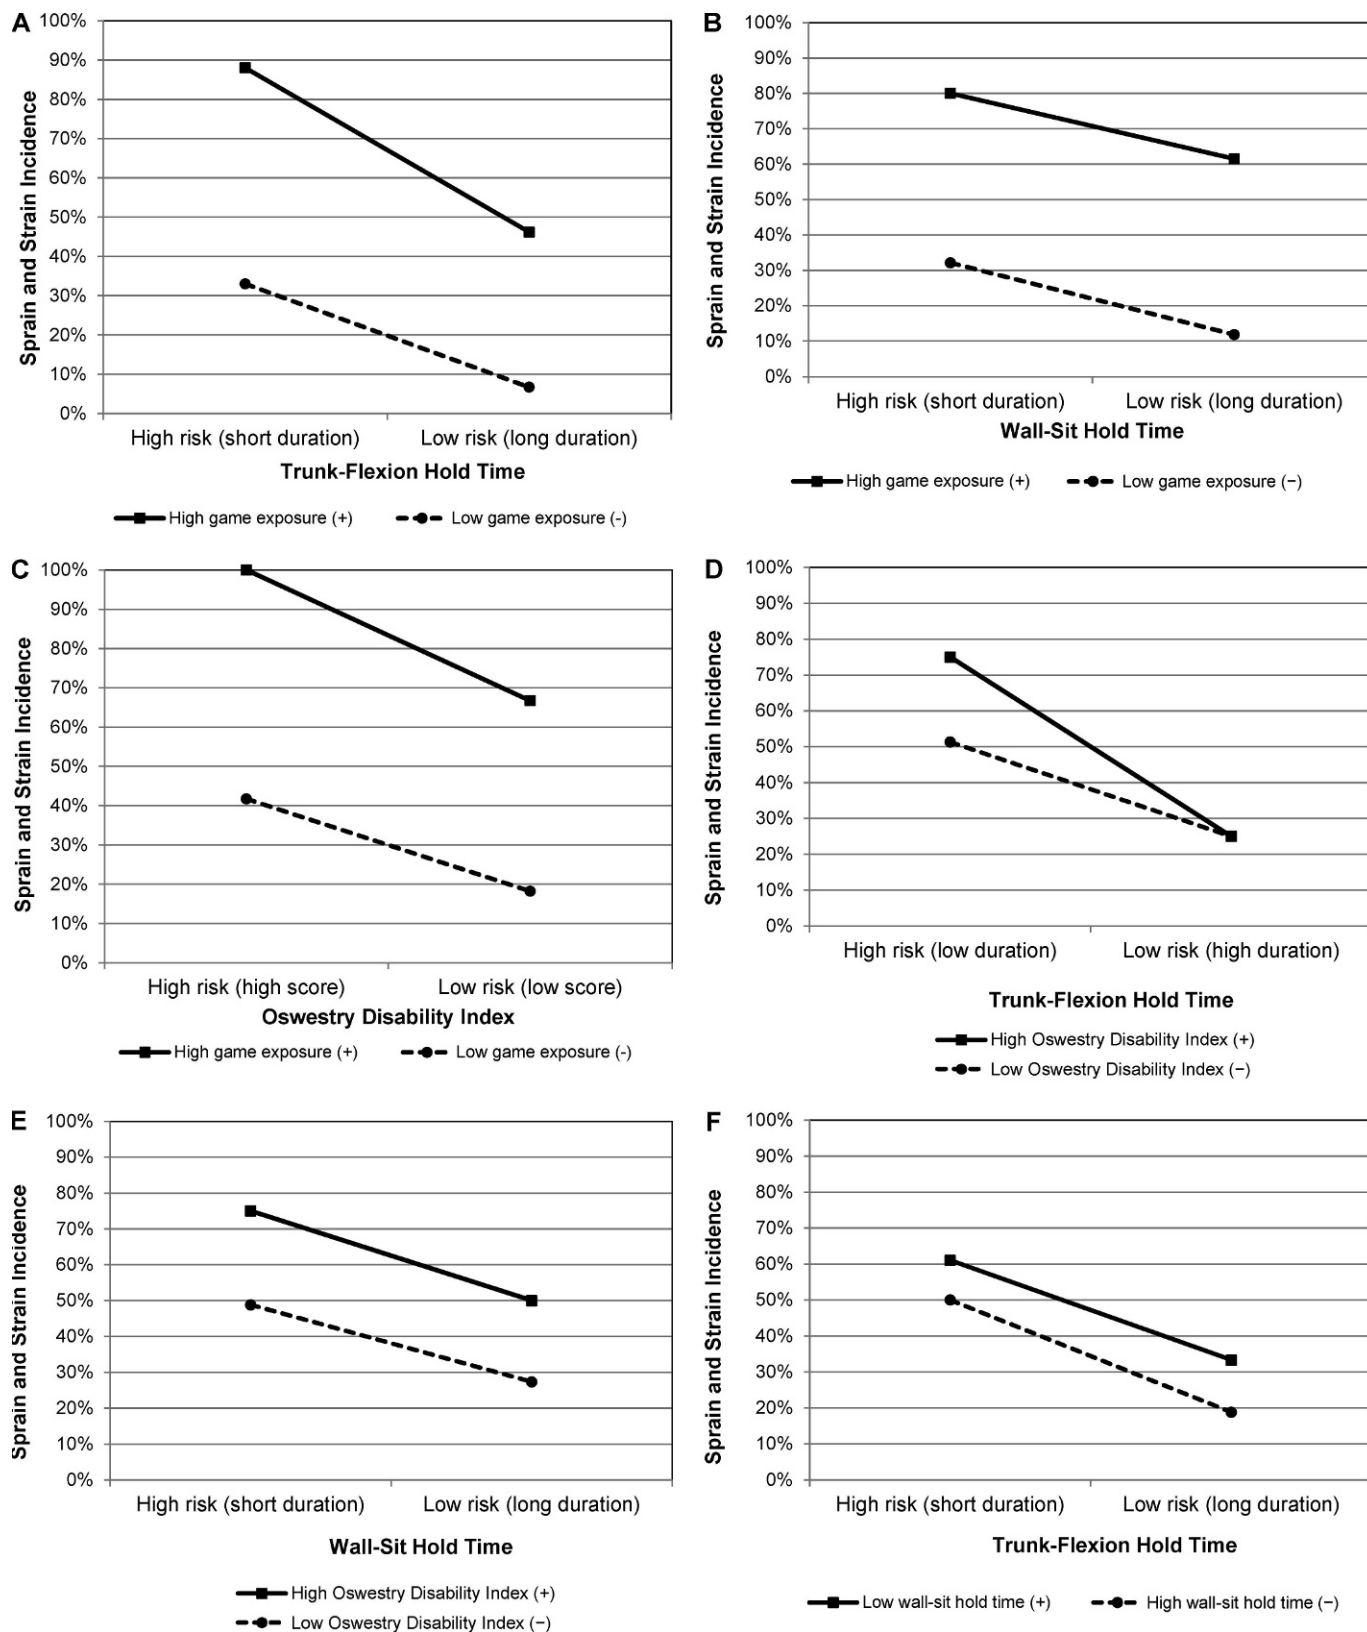 A
100%
90%
80%
70%
60%
50%
40%
30%
20%
10%
0%
Sprain and Strain Incidence
High risk (short duration) Low risk (long duration)
Trunk-Flexion Hold Time
High game exposure (+) Low game exposure (-)
B
100%
90%
80%
70%
60%
50%
40%
30%
20%
10%
0%
Sprain and Strain Incidence
High risk (short duration) Low risk (long duration)
Wall-Sit Hold Time
High game exposure (+) Low game exposure (−)
C
100%
90%
80%
70%
60%
50%
40%
30%
20%
10%
0%
Sprain and Strain Incidence
High risk (high score) Low risk (low score)
Oswestry Disability Index
High game exposure (+) Low game exposure (-)
D
100%
90%
80%
70%
60%
50%
40%
30%
20%
10%
0%
Sprain and Strain Incidence
High risk (low duration) Low risk (high duration)
Trunk-Flexion Hold Time
High Oswestry Disability Index (+)
Low Oswestry Disability Index (−)
E
100%
90%
80%
70%
60%
50%
40%
30%
20%
10%
0%
Sprain and Strain Incidence
High risk (short duration) Low risk (long duration)
Wall-Sit Hold Time
High Oswestry Disability Index (+)
Low Oswestry Disability Index (−)
F
100%
90%
80%
70%
60%
50%
40%
30%
20%
10%
0%
Sprain and Strain Incidence
High risk (short duration) Low risk (long duration)
Trunk-Flexion Hold Time
Low wall-sit hold time (+) High wall-sit hold time (−)